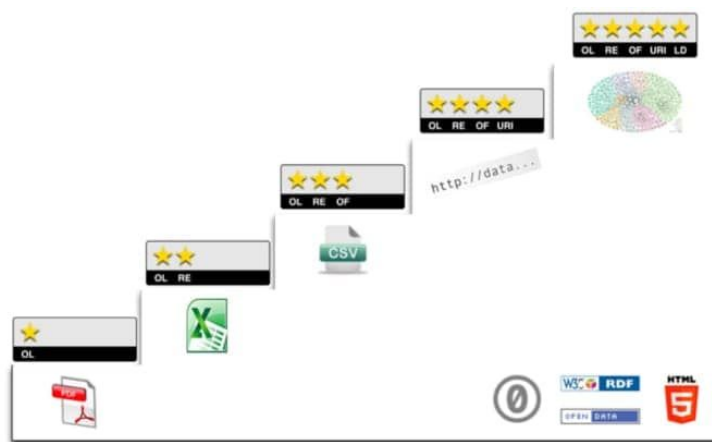 OL RE OF URI LD
OL RE OF URI
http://data...
OL RE OF
CSV
OL RE
OL
PDF
W3C RDF
OPEN DATA
HTML
5